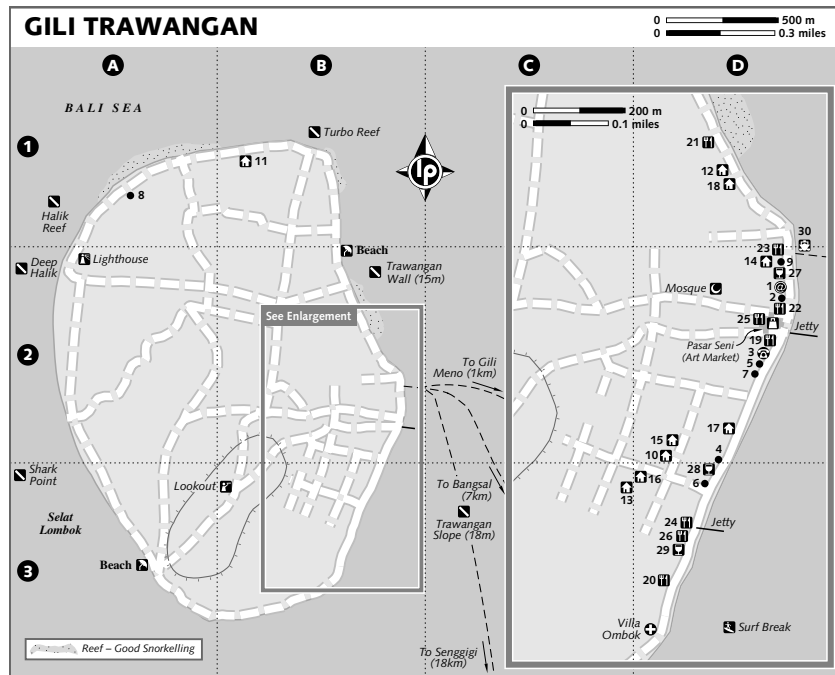 GILI TRAWANGAN
0 500 m
0 0.3 miles
A
B
C
D
1
2
3
BALI SEA
Turbo Reef
11
lp
8
Halik
Reef
Lighthouse
Deep
Halik
Beach
Trawangan
Wall (15m)
See Enlargement
To Gili
Meno (1km)
Shark
Point
Lookout
To Bangsal
(7km)
Trawangan
Slope (18m)
Selat
Lombok
Beach
To Senggigi
(18km)
Reef – Good Snorkelling
0 200 m
0 0.1 miles
21
12
18
30
23
14
9
27
Mosque
1
@
2
22
25
Jetty
Pasar Seni
(Art Market)
19
3
5
7
17
15
4
10
28
16
6
13
24
Jetty
26
29
20
Villa
Ombok
Surf Break